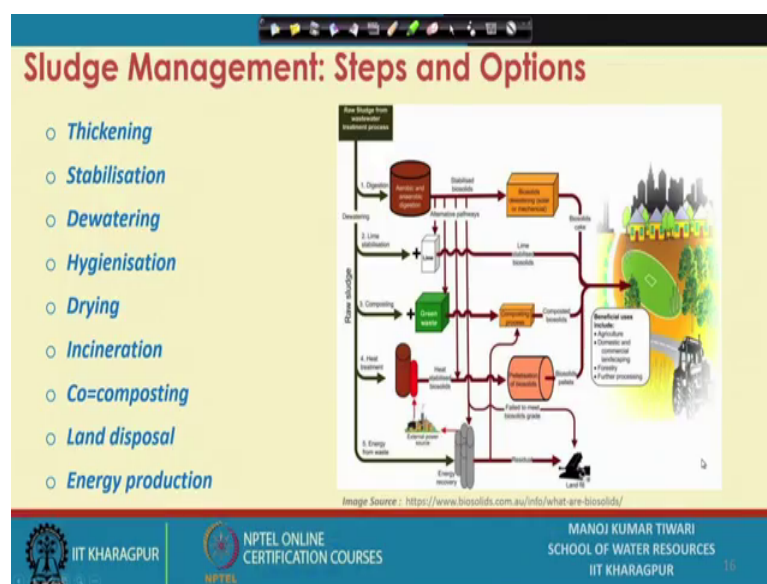 Sludge Management: Steps and Options
Thickening
Stabilisation
Dewatering
Hygienisation
Drying
Incineration
Co=composting
Land disposal
Energy production
Raw Sludge from
wastewater
treatment process
1. Digestion
Aerobic and
anaerobic
digestion
Stabilised
biosolids
Biosolids
dewatering (solar
or mechanical)
Biosolids
cake
Dewatering
Alternative pathways
2. Lime
stabilisation
+
Lime
Lime
stabilised
biosolids
Raw sludge
3. Composting
+
Green
waste
Composting
process
Composted
biosolids
4. Heat
treatment
Heat
stabilised
biosolids
Pelletisation
of biosolids
Biosolids
pellets
External power
source
Failed to meet
biosolids grade
5. Energy
from waste
Energy
recovery
Residue
Land fill
Beneficial uses
include:
• Agriculture
• Domestic and
commercial
landscaping
• Forestry
• Further processing
Image Source : https://www.biosolids.com.au/info/what-are-biosolids/
IIT KHARAGPUR
NPTEL
NPTEL ONLINE
CERTIFICATION COURSES
MANOJ KUMAR TIWARI
SCHOOL OF WATER RESOURCES
IIT KHARAGPUR
16